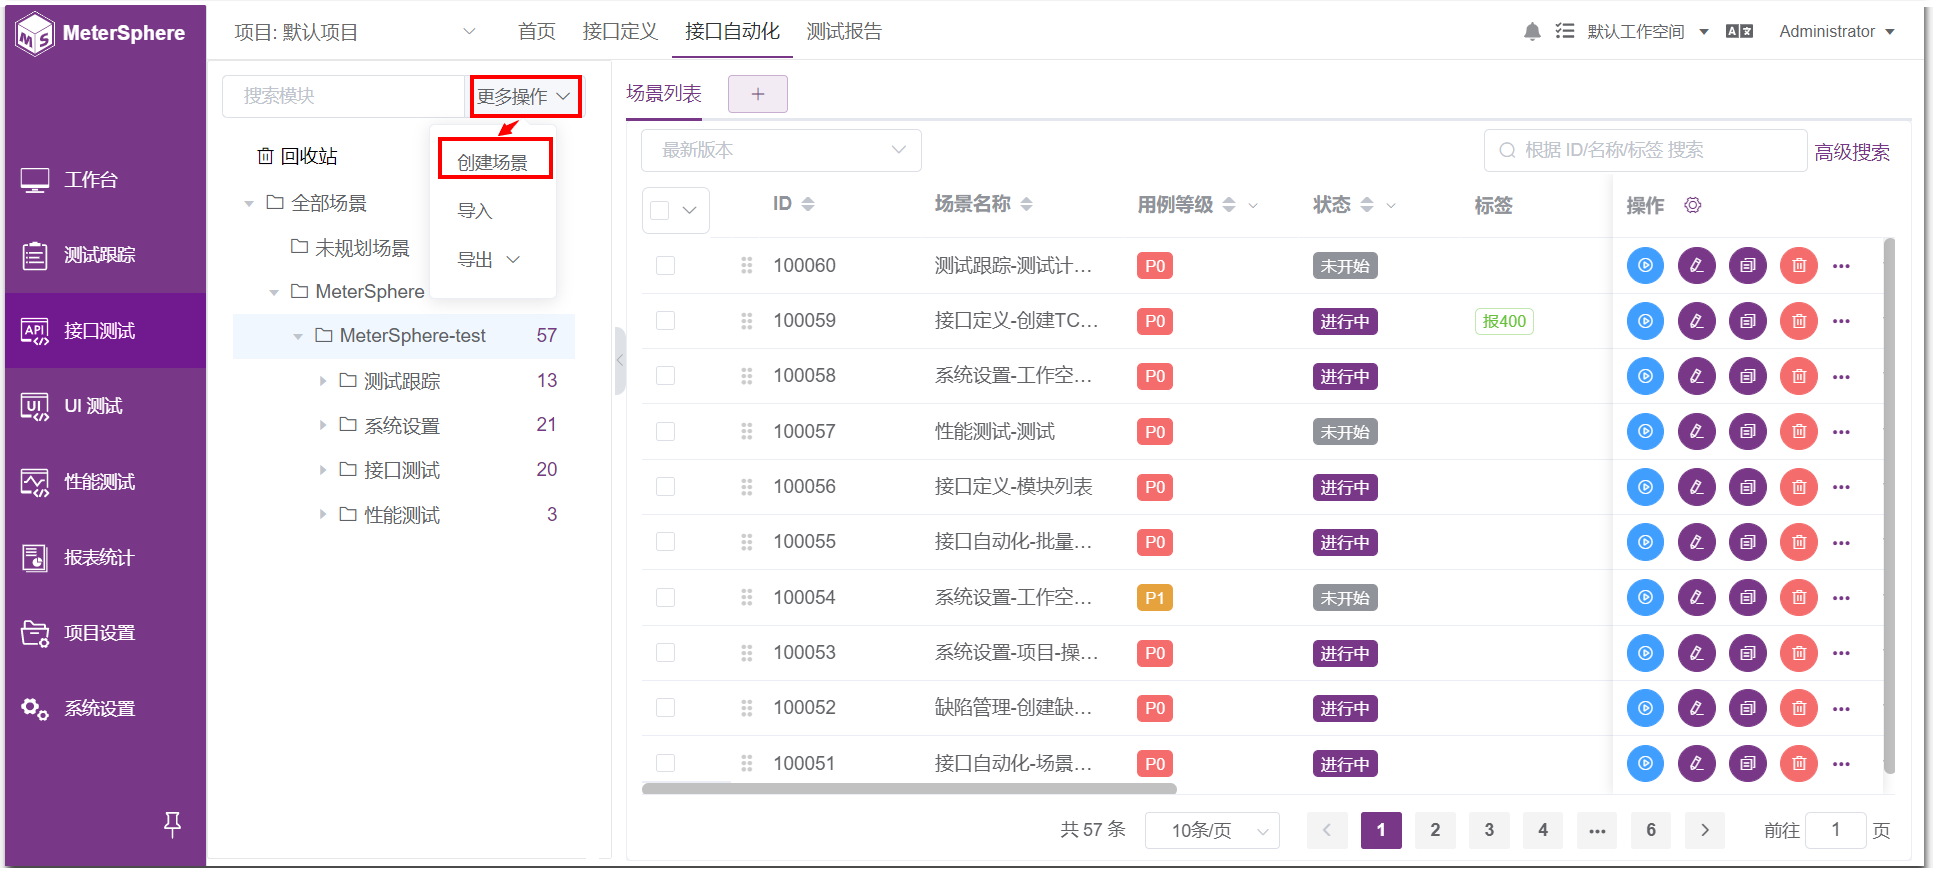 MeterSphere
项目: 默认项目
首页
接口定义
接口自动化
测试报告
默认工作空间
Administrator
工作台
测试跟踪
API
接口测试
UI
UI 测试
性能测试
报表统计
项目设置
系统设置
搜索模块
更多操作
创建场景
导入
导出
回收站
全部场景
未规划场景
MeterSphere
MeterSphere-test 57
测试跟踪 13
系统设置 21
接口测试 20
性能测试 3
场景列表
+
最新版本
根据 ID/名称/标签 搜索
高级搜索
ID 场景名称 用例等级 状态 标签 操作
100060 测试跟踪-测试计... P0 未开始
100059 接口定义-创建TC... P0 进行中 报400
100058 系统设置-工作空... P0 进行中
100057 性能测试-测试 P0 未开始
100056 接口定义-模块列表 P0 进行中
100055 接口自动化-批量... P0 进行中
100054 系统设置-工作空... P1 未开始
100053 系统设置-项目-操... P0 进行中
100052 缺陷管理-创建缺... P0 进行中
100051 接口自动化-场景... P0 进行中
共 57 条 10条/页 1 2 3 4 ... 6 前往 1 页